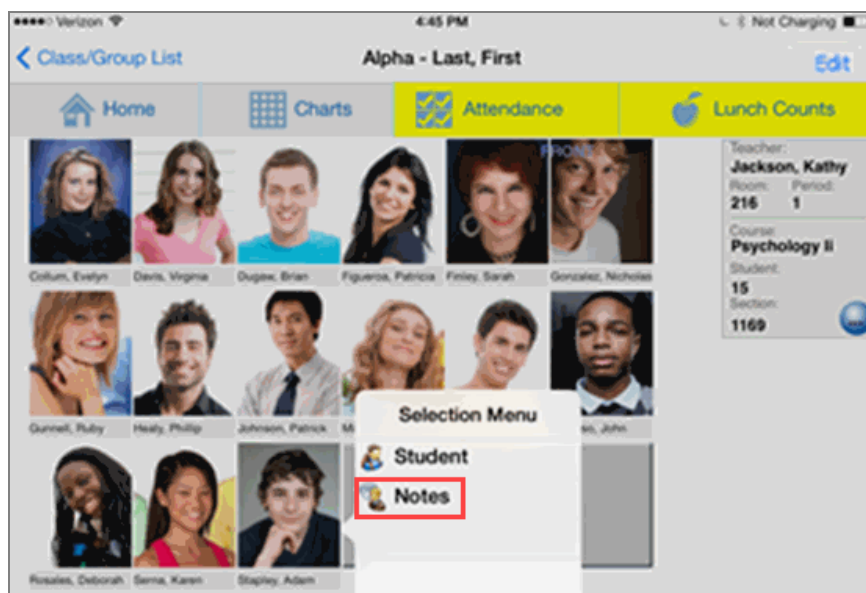 Verizon 4:45 PM Not Charging
Class/Group List Alpha - Last, First Edit
Home Charts Attendance Lunch Counts
FRONT
Teacher:
Jackson, Kathy
Room: Period:
216 1
Course:
Psychology Ii
Student:
15
Section:
1169
Collum, Evelyn Davis, Virginia Dugaw, Brian Figueroa, Patricia Finley, Sarah Gonzalez, Nicholas
Gunnell, Ruby Healy, Phillip Johnson, Patrick John
Selection Menu
Student
Notes
Rosales, Deborah Serna, Karen Stapley, Adam